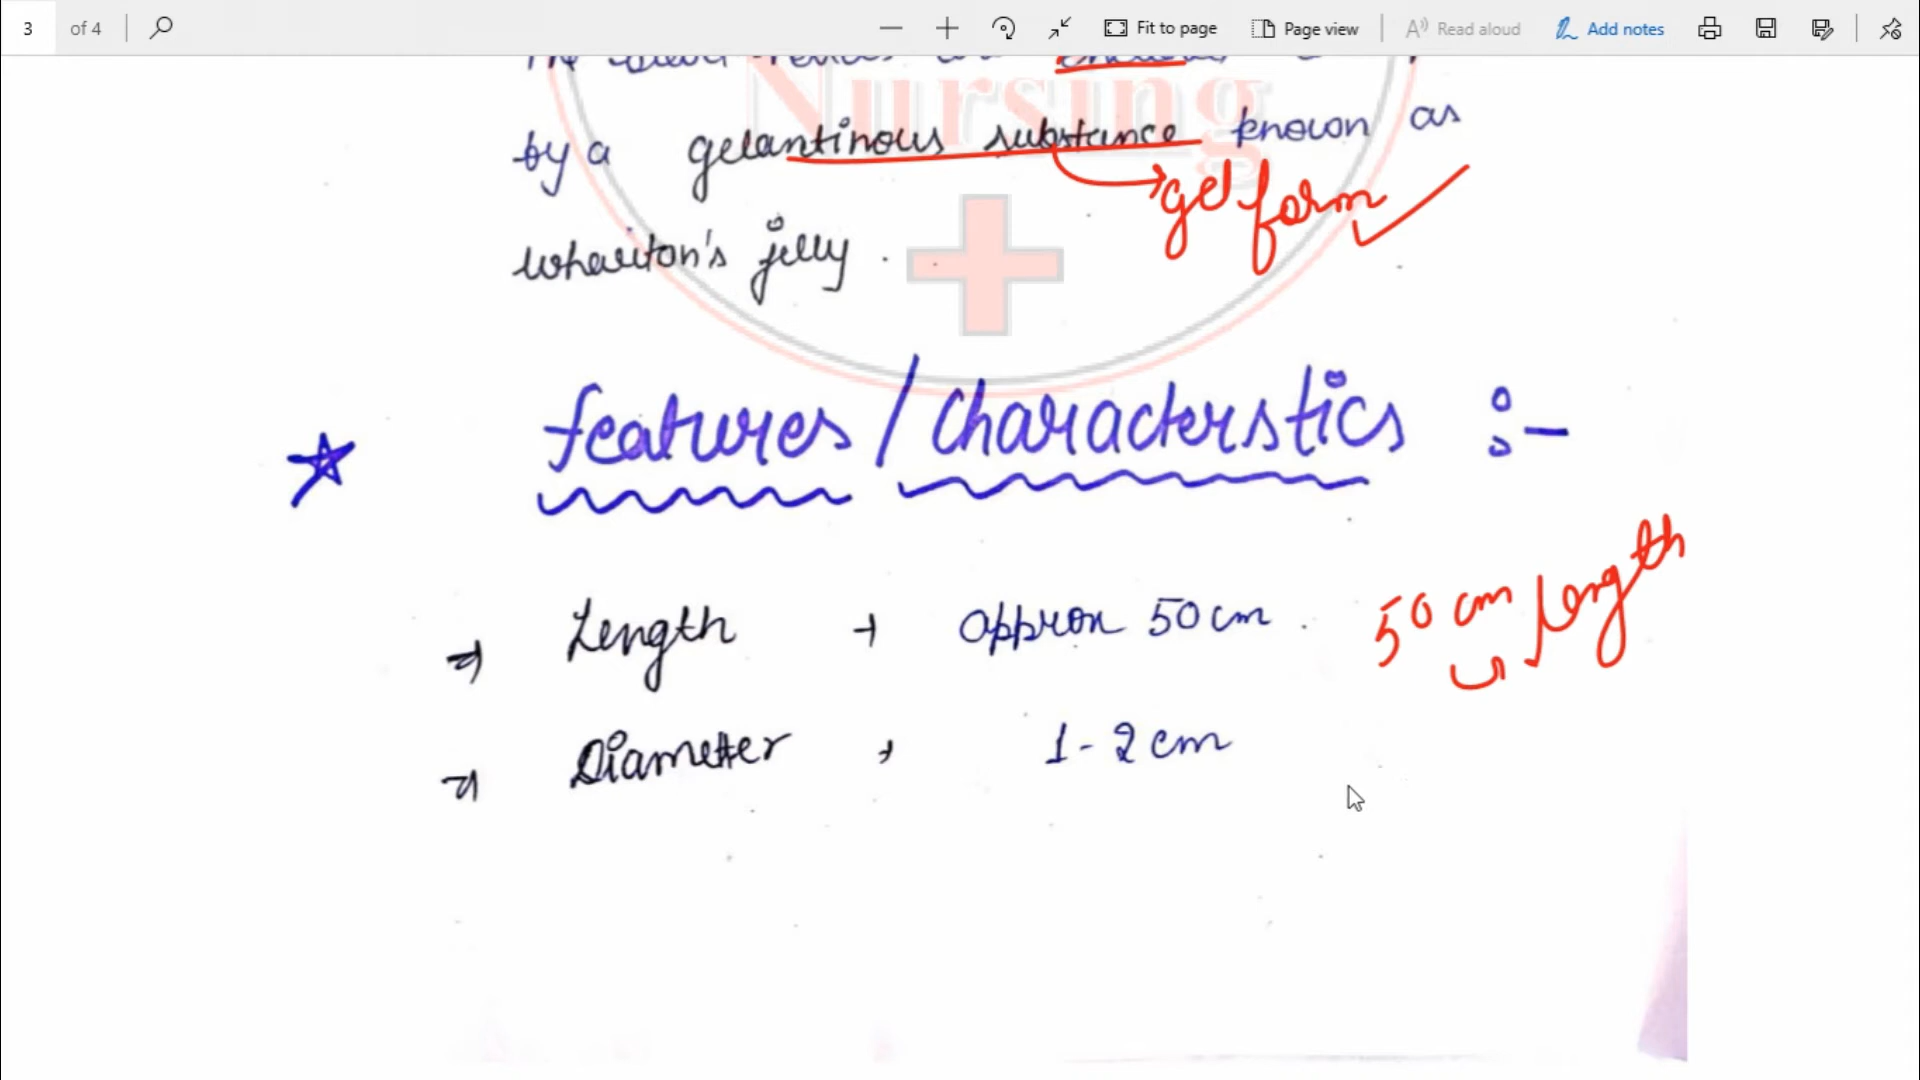 3 of 4 Fit to page Page view Read aloud Add notes
Nursing
by a gelantinous substance known as
gel form
wharton's jelly .
features / characterstics :-
Length → approx 50 cm . 50 cm length
Diameter → 1 - 2 cm